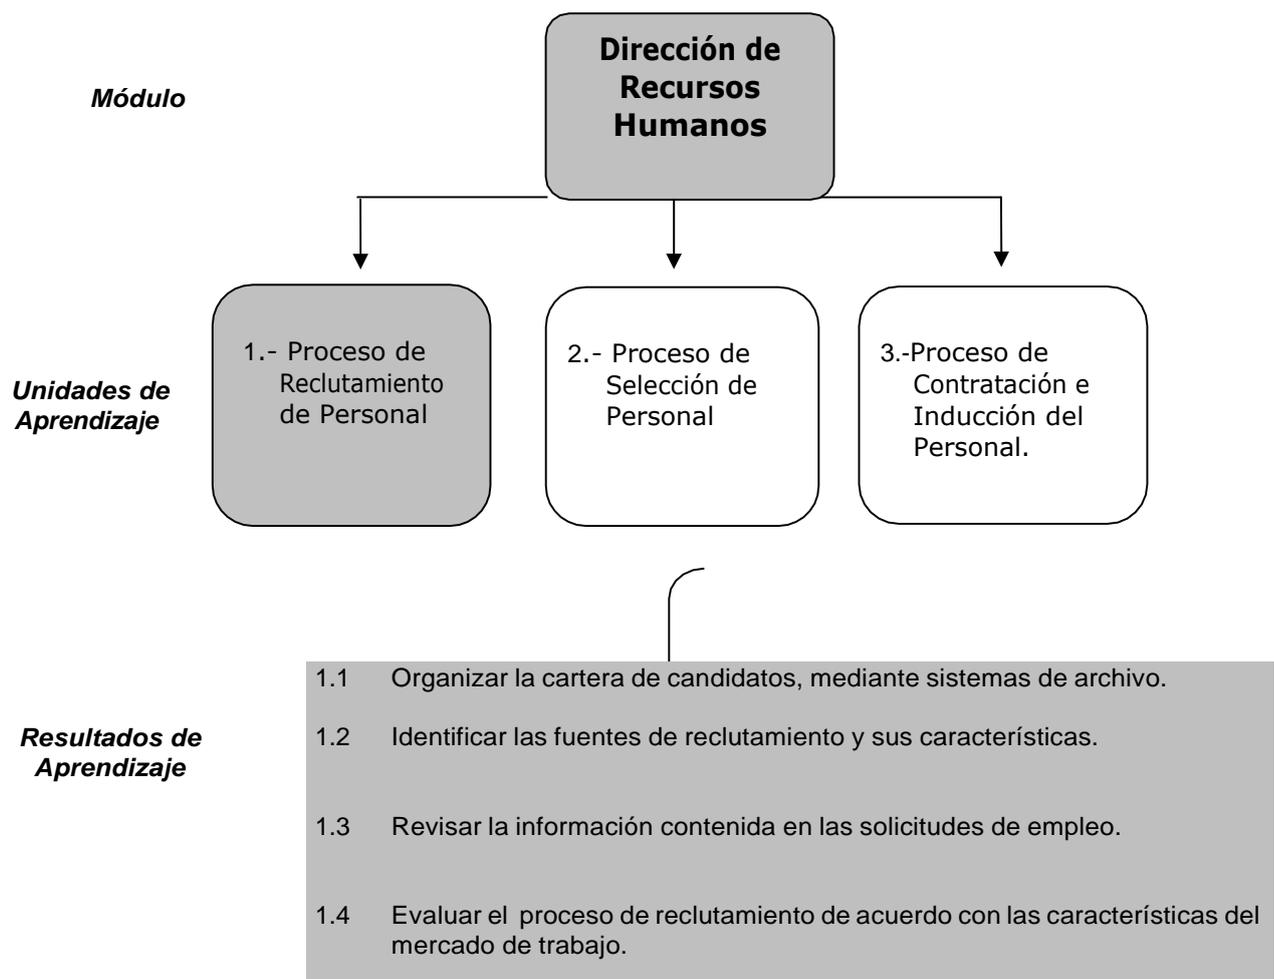 Módulo
Dirección de
Recursos
Humanos
Unidades de
Aprendizaje
1.- Proceso de
Reclutamiento
de Personal
2.- Proceso de
Selección de
Personal
3.-Proceso de
Contratación e
Inducción del
Personal.
Resultados de
Aprendizaje
1.1 Organizar la cartera de candidatos, mediante sistemas de archivo.
1.2 Identificar las fuentes de reclutamiento y sus características.
1.3 Revisar la información contenida en las solicitudes de empleo.
1.4 Evaluar el proceso de reclutamiento de acuerdo con las características del
mercado de trabajo.